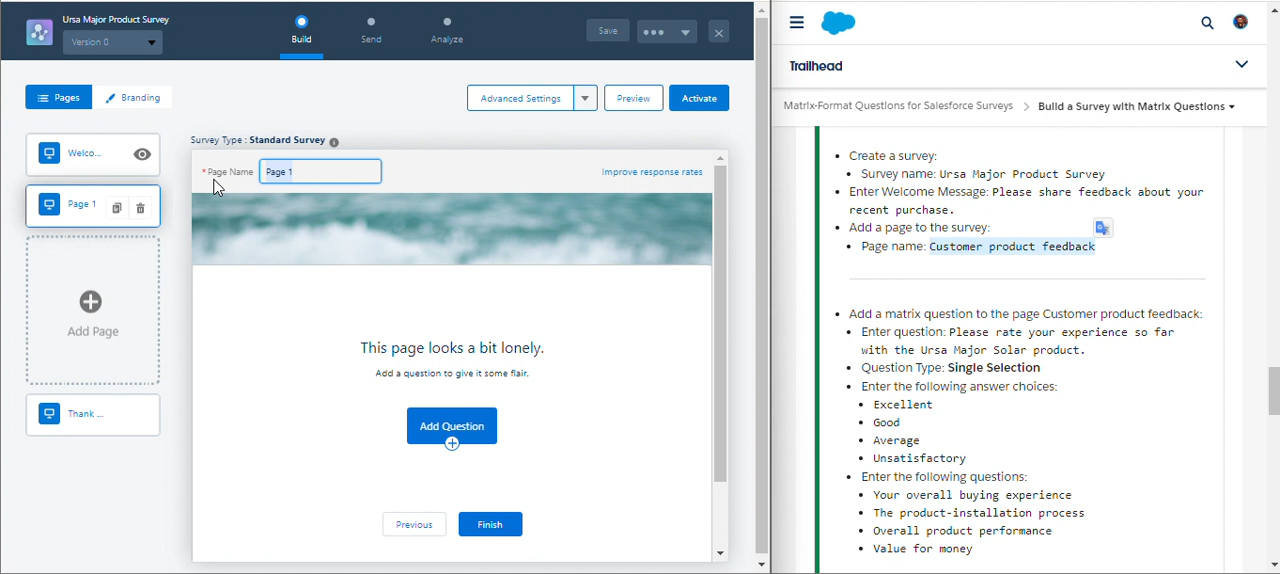 Ursa Major Product Survey
Version 0
Build
Send
Analyze
Save
Pages
Branding
Advanced Settings
Preview
Activate
Welco...
Page 1
Add Page
Thank ...
Survey Type : Standard Survey
* Page Name
Page 1
Improve response rates
This page looks a bit lonely.
Add a question to give it some flair.
Add Question
Previous
Finish
Trailhead
Matrix-Format Questions for Salesforce Surveys > Build a Survey with Matrix Questions
• Create a survey:
• Survey name: Ursa Major Product Survey
• Enter Welcome Message: Please share feedback about your
recent purchase.
• Add a page to the survey:
• Page name: Customer product feedback
• Add a matrix question to the page Customer product feedback:
• Enter question: Please rate your experience so far
with the Ursa Major Solar product.
• Question Type: Single Selection
• Enter the following answer choices:
• Excellent
• Good
• Average
• Unsatisfactory
• Enter the following questions:
• Your overall buying experience
• The product-installation process
• Overall product performance
• Value for money